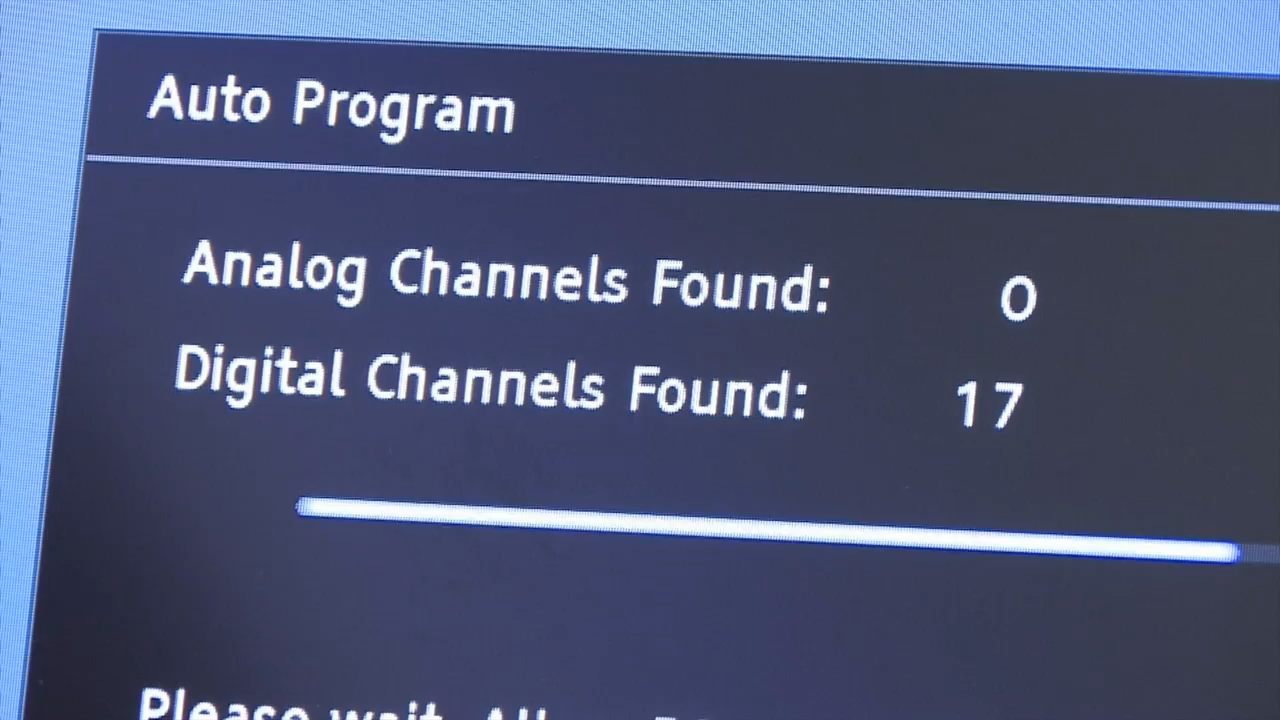 Auto Program
Analog Channels Found: 0
Digital Channels Found: 17
Please wait.